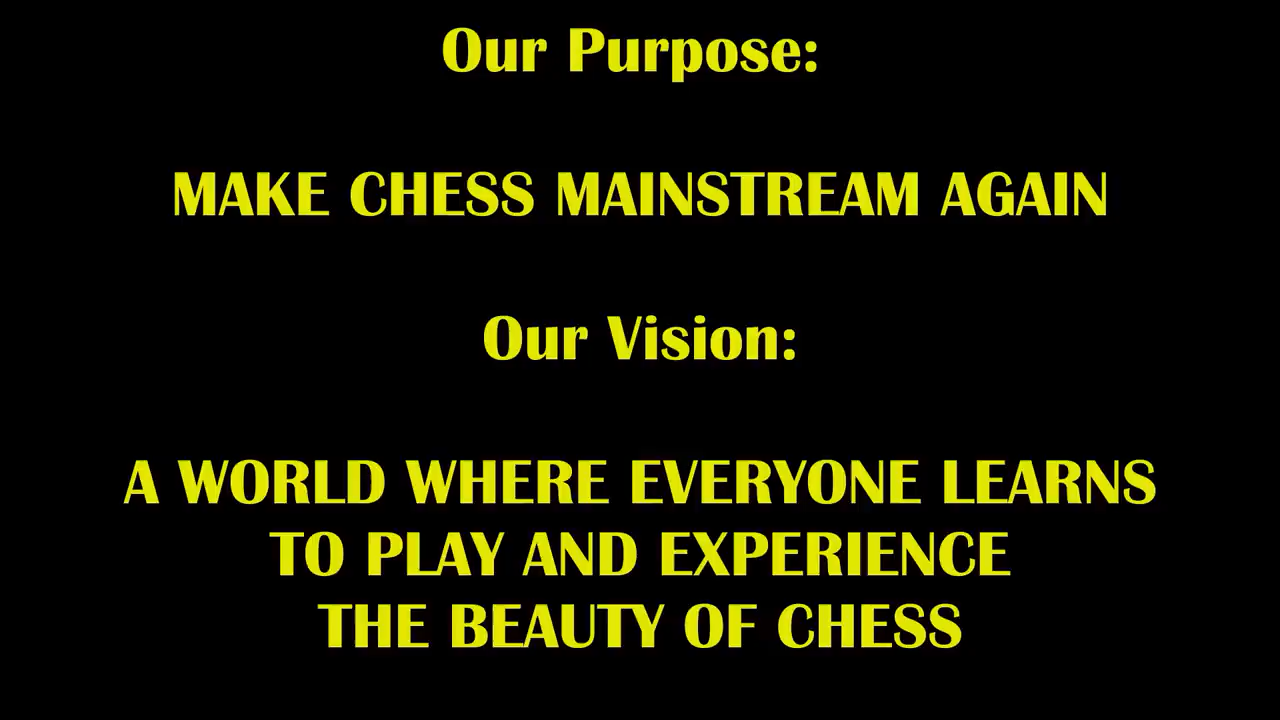 Our Purpose:
MAKE CHESS MAINSTREAM AGAIN
Our Vision:
A WORLD WHERE EVERYONE LEARNS
TO PLAY AND EXPERIENCE
THE BEAUTY OF CHESS